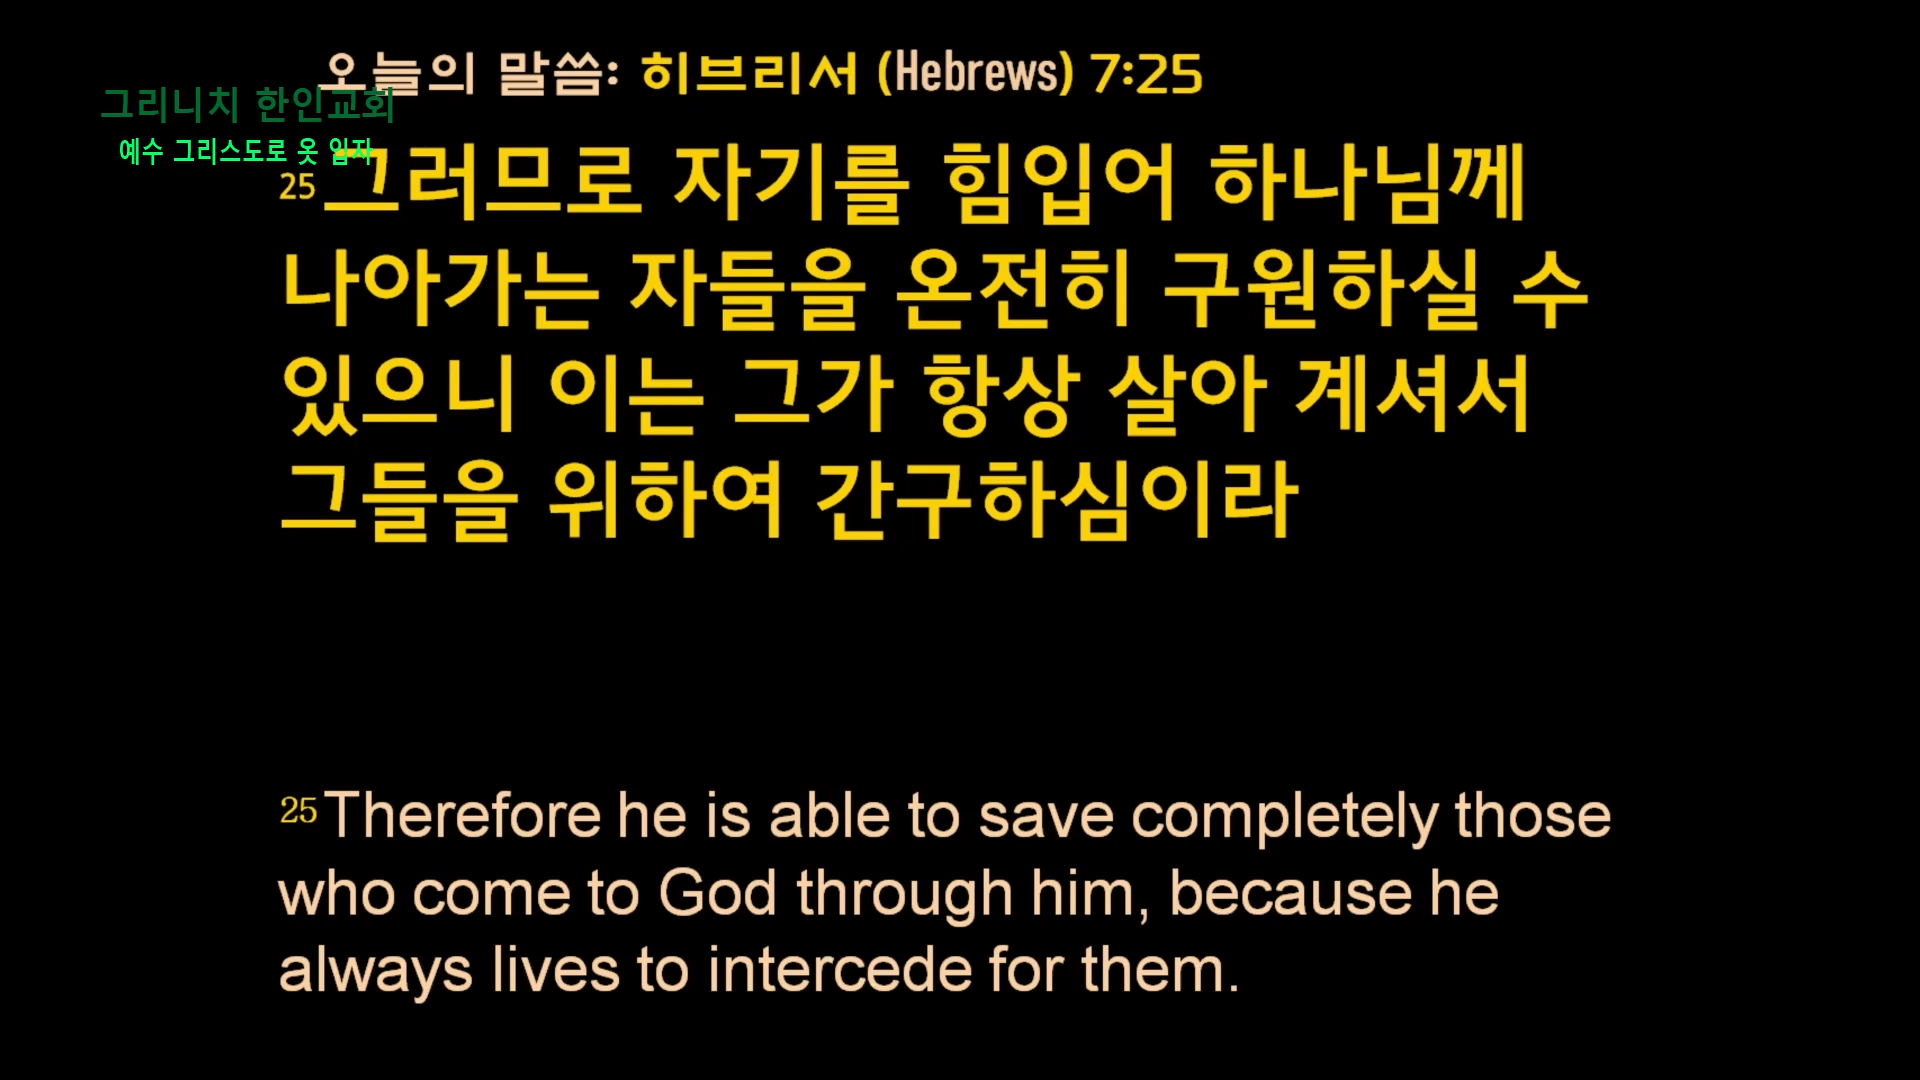 오늘의 말씀: 히브리서 (Hebrews) 7:25
그리니치 한인교회
예수 그리스도로 옷 입자
25그러므로 자기를 힘입어 하나님께
나아가는 자들을 온전히 구원하실 수
있으니 이는 그가 항상 살아 계셔서
그들을 위하여 간구하심이라
25Therefore he is able to save completely those
who come to God through him, because he
always lives to intercede for them.